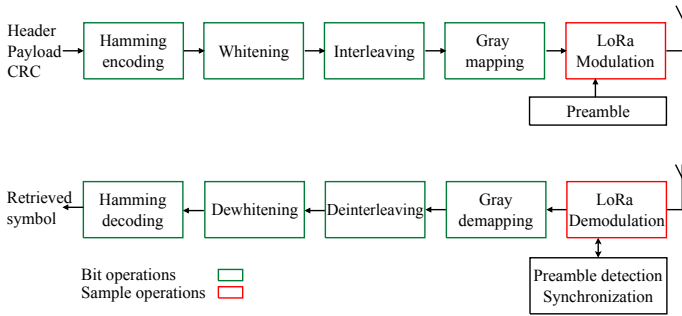 Header
Payload
CRC
Hamming
encoding
Whitening
Interleaving
Gray
mapping
LoRa
Modulation
Preamble
Retrieved
symbol
Hamming
decoding
Dewhitening
Deinterleaving
Gray
demapping
LoRa
Demodulation
Preamble detection
Synchronization
Bit operations
Sample operations